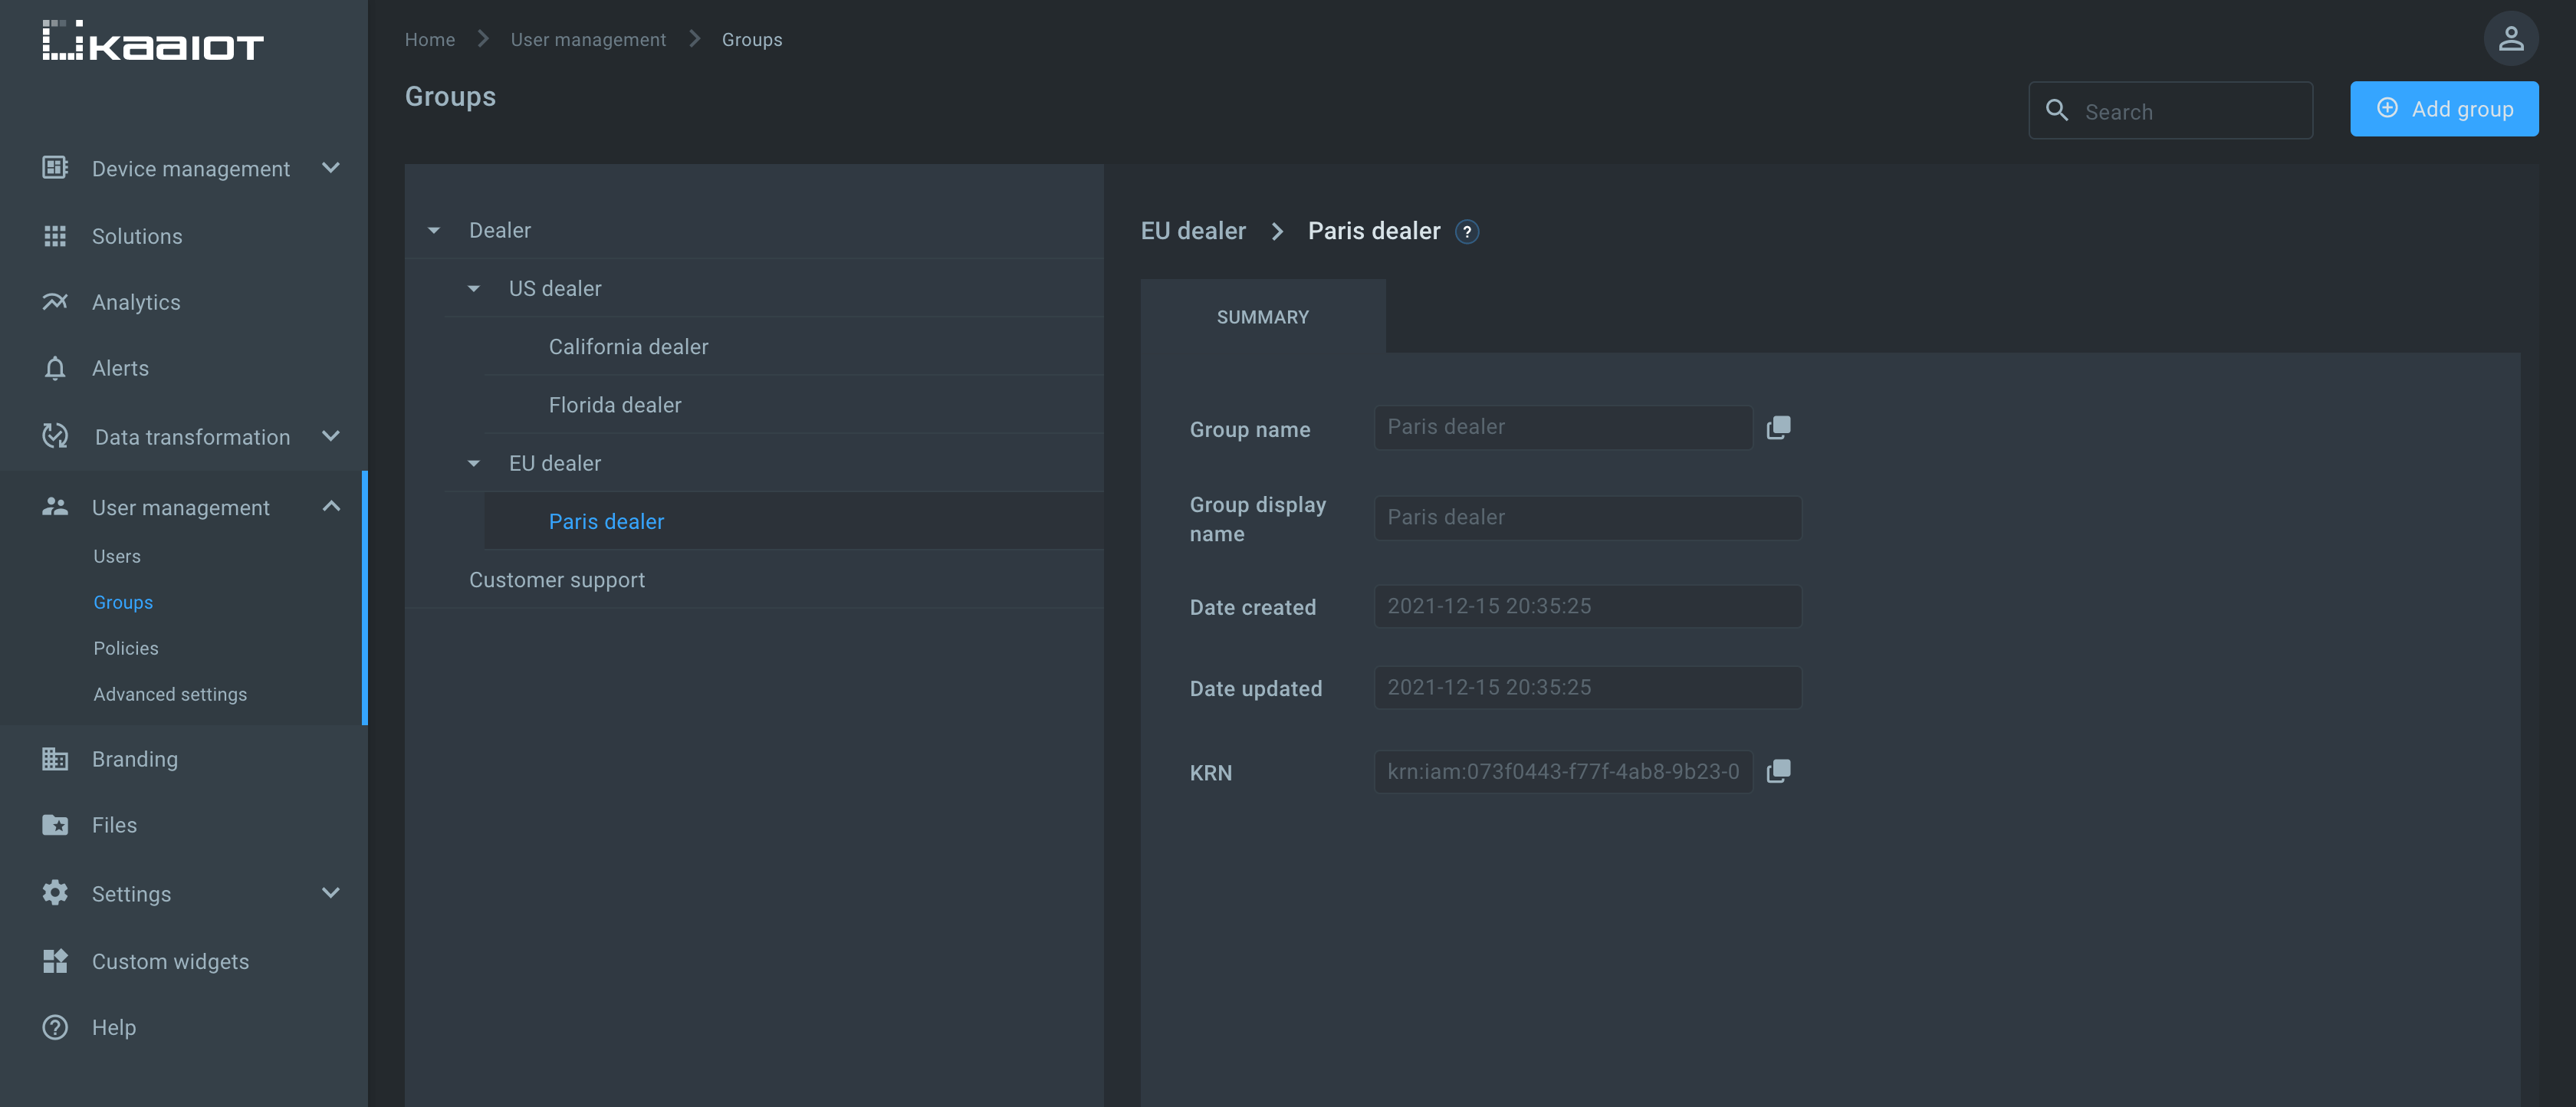 KAAIOT
Device management
Solutions
Analytics
Alerts
Data transformation
User management
Users
Groups
Policies
Advanced settings
Branding
Files
Settings
Custom widgets
Help
Home
User management
Groups
Groups
Search
Add group
Dealer
US dealer
California dealer
Florida dealer
EU dealer
Paris dealer
Customer support
EU dealer
Paris dealer ?
SUMMARY
Group name
Paris dealer
Group display
name
Paris dealer
Date created
2021-12-15 20:35:25
Date updated
2021-12-15 20:35:25
KRN
krn:iam:073f0443-f77f-4ab8-9b23-0